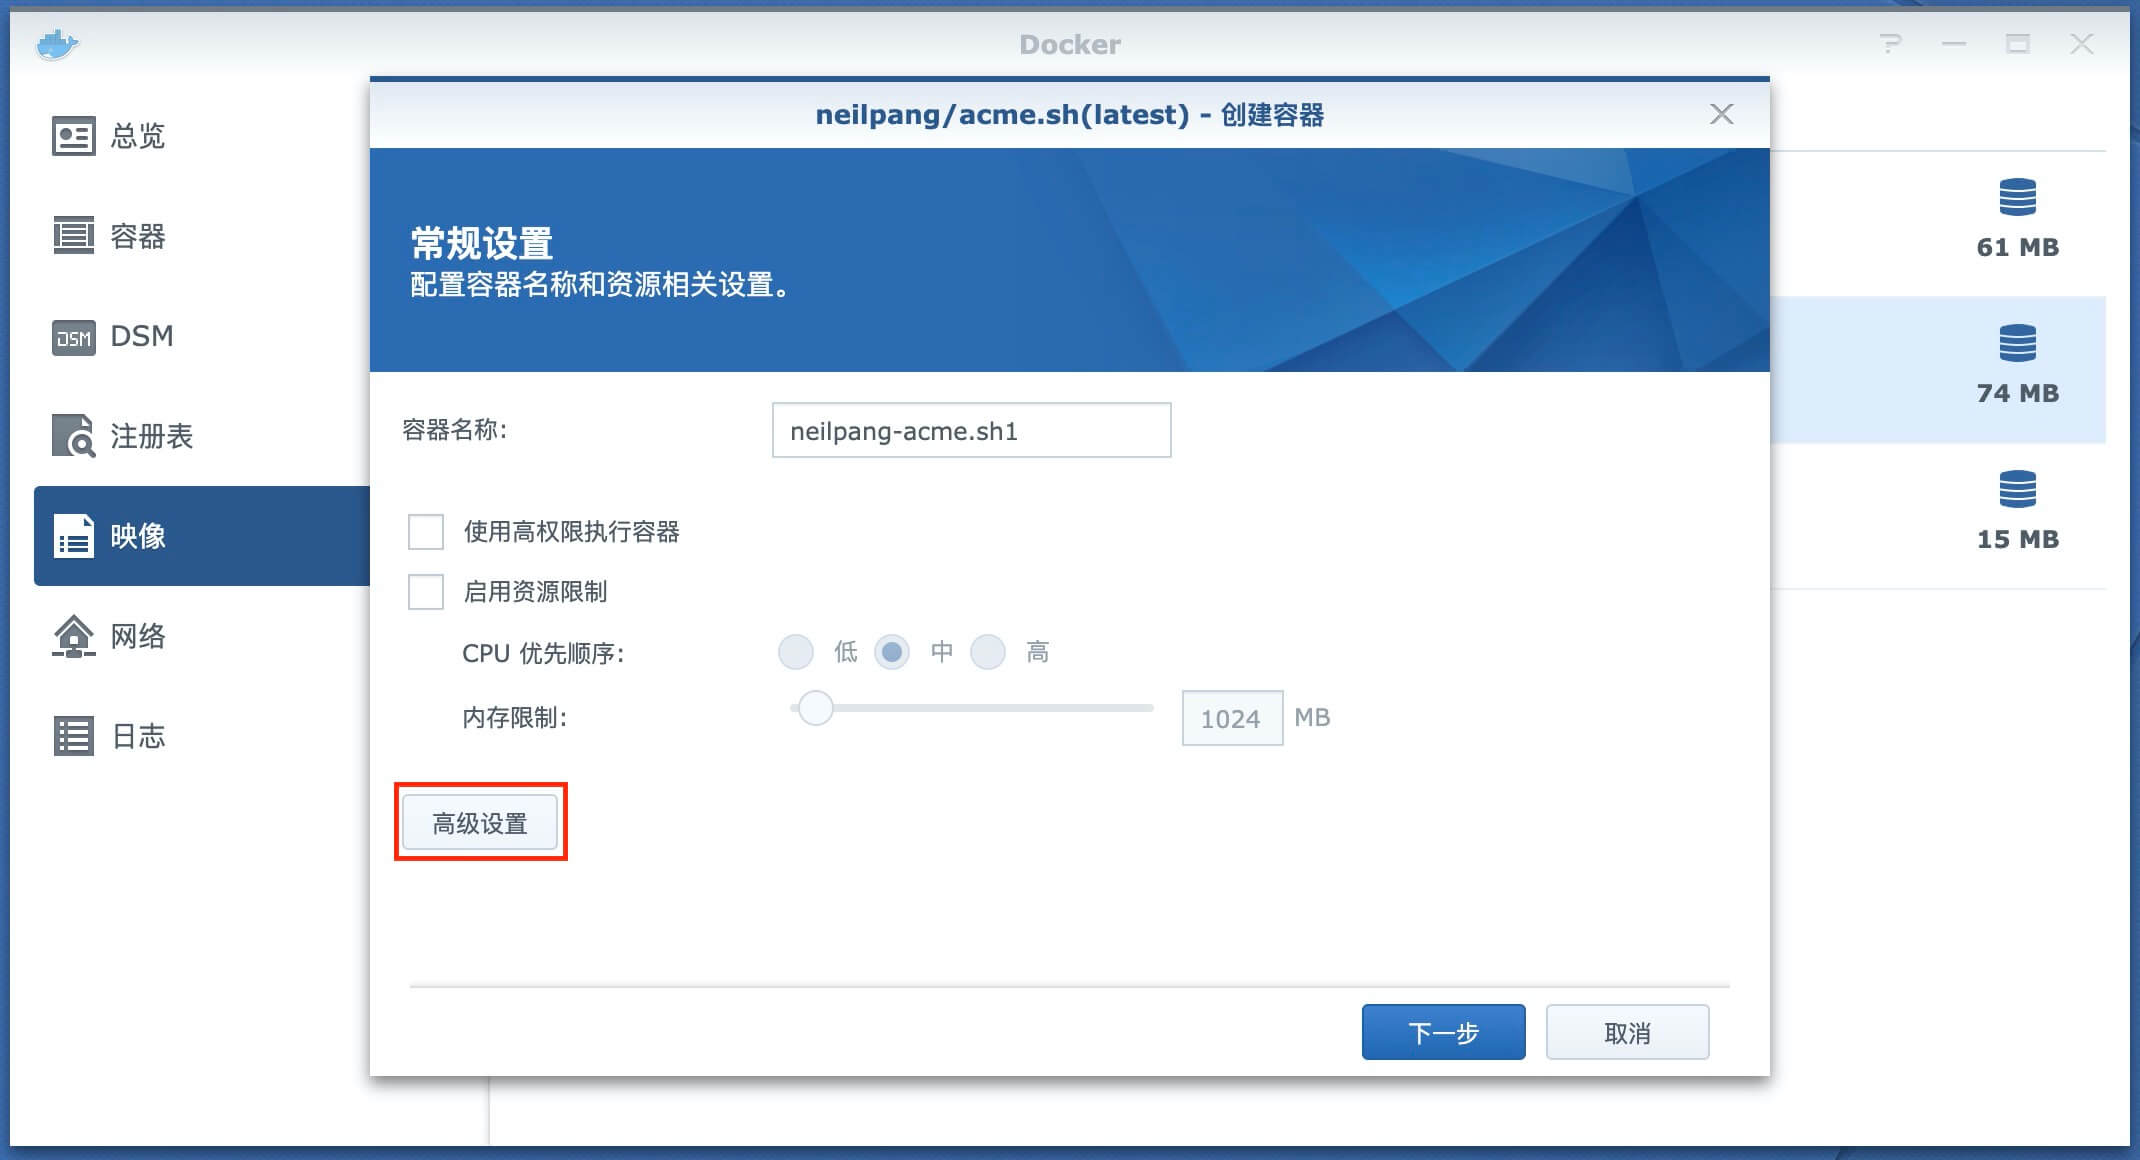 Docker
总览
容器
DSM
DSM
注册表
映像
网络
日志
neilpang/acme.sh(latest) - 创建容器
常规设置
配置容器名称和资源相关设置。
容器名称: neilpang-acme.sh1
使用高权限执行容器
启用资源限制
CPU 优先顺序: 低 中 高
内存限制: 1024 MB
高级设置
下一步 取消
61 MB
74 MB
15 MB